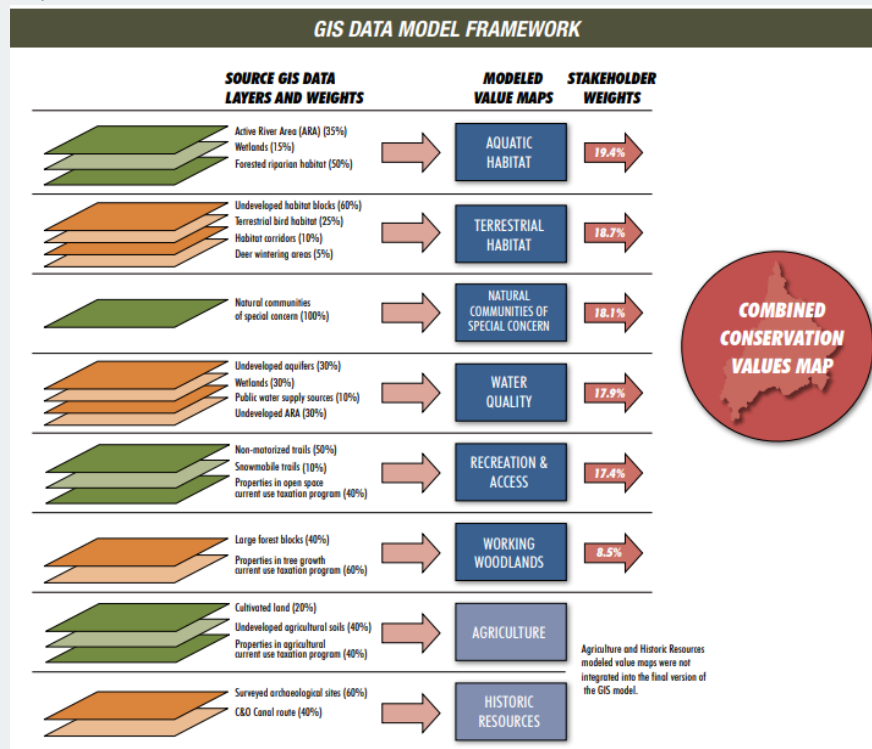 GIS DATA MODEL FRAMEWORK
SOURCE GIS DATA
LAYERS AND WEIGHTS
MODELED
VALUE MAPS
STAKEHOLDER
WEIGHTS
Active River Area (ARA) (35%)
Wetlands (15%)
Forested riparian habitat (50%)
AQUATIC
HABITAT
19.4%
Undeveloped habitat blocks (60%)
Terrestrial bird habitat (25%)
Habitat corridors (10%)
Deer wintering areas (5%)
TERRESTRIAL
HABITAT
18.7%
Natural communities
of special concern (100%)
NATURAL
COMMUNITIES OF
SPECIAL CONCERN
18.1%
Undeveloped aquifers (30%)
Wetlands (30%)
Public water supply sources (10%)
Undeveloped ARA (30%)
WATER
QUALITY
17.9%
Non-motorized trails (50%)
Snowmobile trails (10%)
Properties in open space
current use taxation program (40%)
RECREATION &
ACCESS
17.4%
Large forest blocks (40%)
Properties in tree growth
current use taxation program (60%)
WORKING
WOODLANDS
8.5%
Cultivated land (20%)
Undeveloped agricultural soils (40%)
Properties in agricultural
current use taxation program (40%)
AGRICULTURE
Surveyed archaeological sites (60%)
C&O Canal route (40%)
HISTORIC
RESOURCES
Agriculture and Historic Resources
modeled value maps were not
integrated into the final version of
the GIS model.
COMBINED
CONSERVATION
VALUES MAP